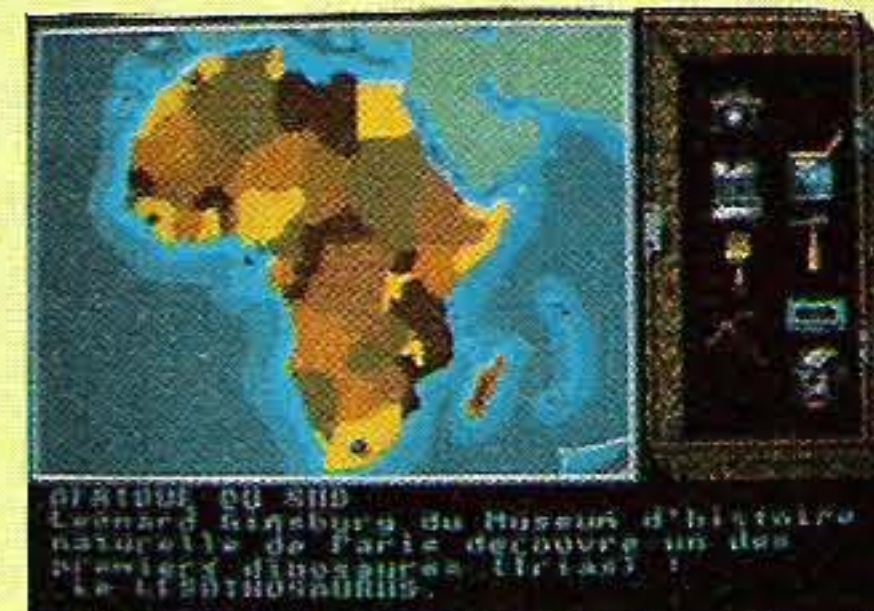 AFRIQUE DU SUD
Leonard Ginsburg du Museum d'histoire
naturelle de Paris decouvre un des
premiers dinosaures (Trias) :
Le LESOTHOSAURUS.